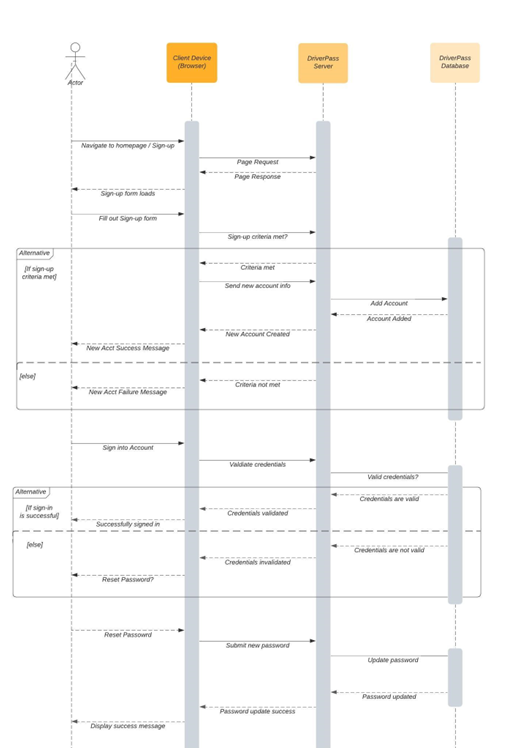 Client Device
(Browser)
DriverPass
Server
DriverPass
Database
Actor
Navigate to homepage / Sign-up
Page Request
Page Response
Sign-up form loads
Fill out Sign-up form
Sign-up criteria met?
Alternative
[If sign-up
criteria met]
Criteria met
Send new account info
Add Account
Account Added
New Account Created
New Acct Success Message
[else]
Criteria not met
New Acct Failure Message
Sign into Account
Valdiate credentials
Valid credentials?
Alternative
Credentials are valid
[If sign-in
is successful]
Credentials validated
Successfully signed in
[else]
Credentials are not valid
Credentials invalidated
Reset Password?
Reset Passowrd
Submit new password
Update password
Password updated
Password update success
Display success message